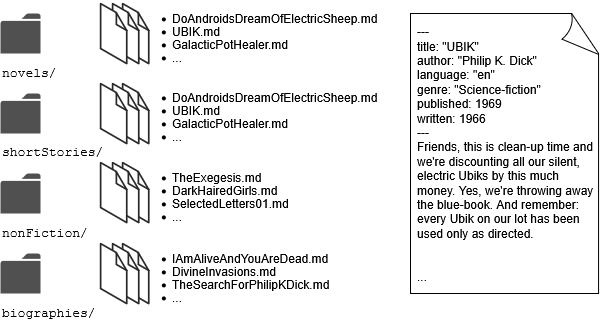 • DoAndroidsDreamOfElectricSheep.md
• UBIK.md
• GalacticPotHealer.md
• ...
novels/
• DoAndroidsDreamOfElectricSheep.md
• UBIK.md
• GalacticPotHealer.md
• ...
shortStories/
• TheExegesis.md
• DarkHairedGirls.md
• SelectedLetters01.md
• ...
nonFiction/
• IAmAliveAndYouAreDead.md
• DivineInvasions.md
• TheSearchForPhilipKDick.md
• ...
biographies/
---
title: "UBIK"
author: "Philip K. Dick"
language: "en"
genre: "Science-fiction"
published: 1969
written: 1966
---
Friends, this is clean-up time and
we're discounting all our silent,
electric Ubiks by this much
money. Yes, we're throwing away
the blue-book. And remember:
every Ubik on our lot has been
used only as directed.
...